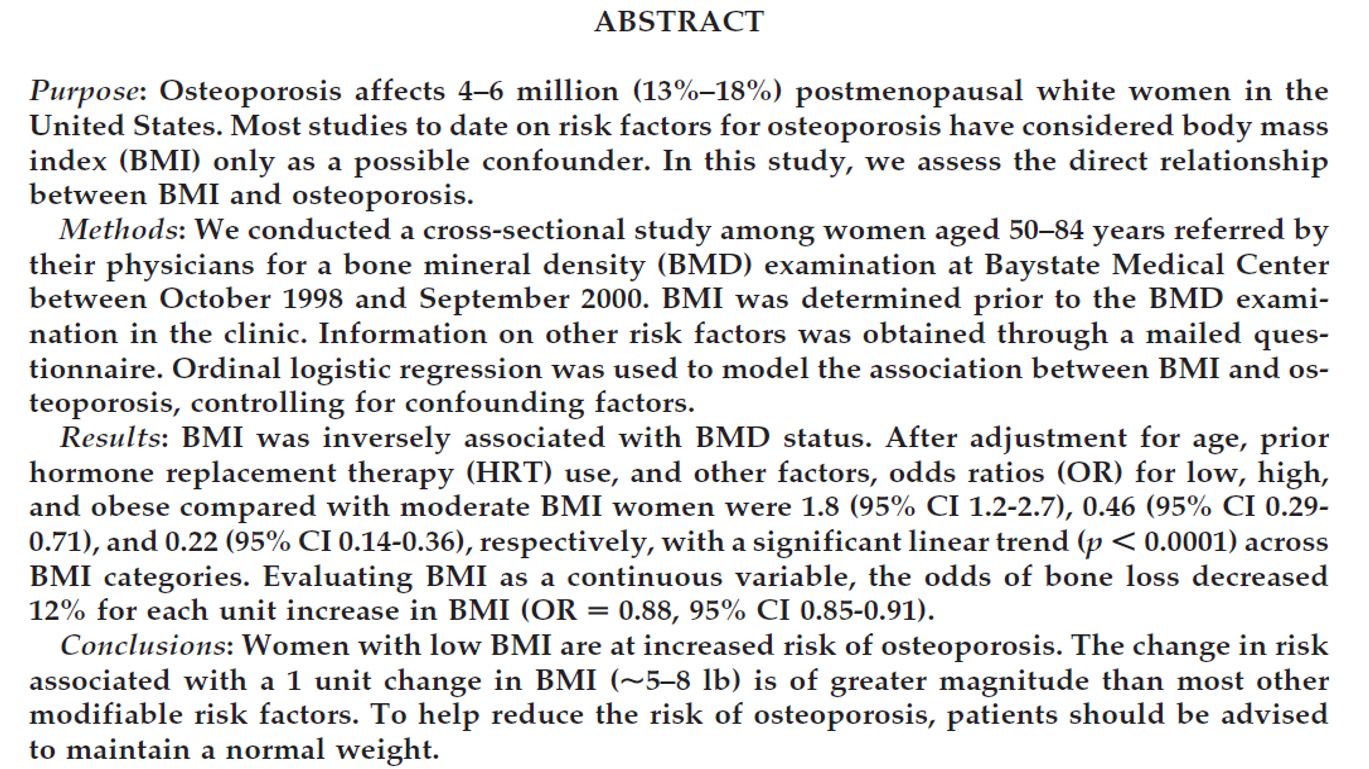 ABSTRACT
Purpose: Osteoporosis affects 4–6 million (13%–18%) postmenopausal white women in the
United States. Most studies to date on risk factors for osteoporosis have considered body mass
index (BMI) only as a possible confounder. In this study, we assess the direct relationship
between BMI and osteoporosis.
Methods: We conducted a cross-sectional study among women aged 50–84 years referred by
their physicians for a bone mineral density (BMD) examination at Baystate Medical Center
between October 1998 and September 2000. BMI was determined prior to the BMD exami-
nation in the clinic. Information on other risk factors was obtained through a mailed ques-
tionnaire. Ordinal logistic regression was used to model the association between BMI and os-
teoporosis, controlling for confounding factors.
Results: BMI was inversely associated with BMD status. After adjustment for age, prior
hormone replacement therapy (HRT) use, and other factors, odds ratios (OR) for low, high,
and obese compared with moderate BMI women were 1.8 (95% CI 1.2-2.7), 0.46 (95% CI 0.29-
0.71), and 0.22 (95% CI 0.14-0.36), respectively, with a significant linear trend (p < 0.0001) across
BMI categories. Evaluating BMI as a continuous variable, the odds of bone loss decreased
12% for each unit increase in BMI (OR = 0.88, 95% CI 0.85-0.91).
Conclusions: Women with low BMI are at increased risk of osteoporosis. The change in risk
associated with a 1 unit change in BMI (~5–8 lb) is of greater magnitude than most other
modifiable risk factors. To help reduce the risk of osteoporosis, patients should be advised
to maintain a normal weight.